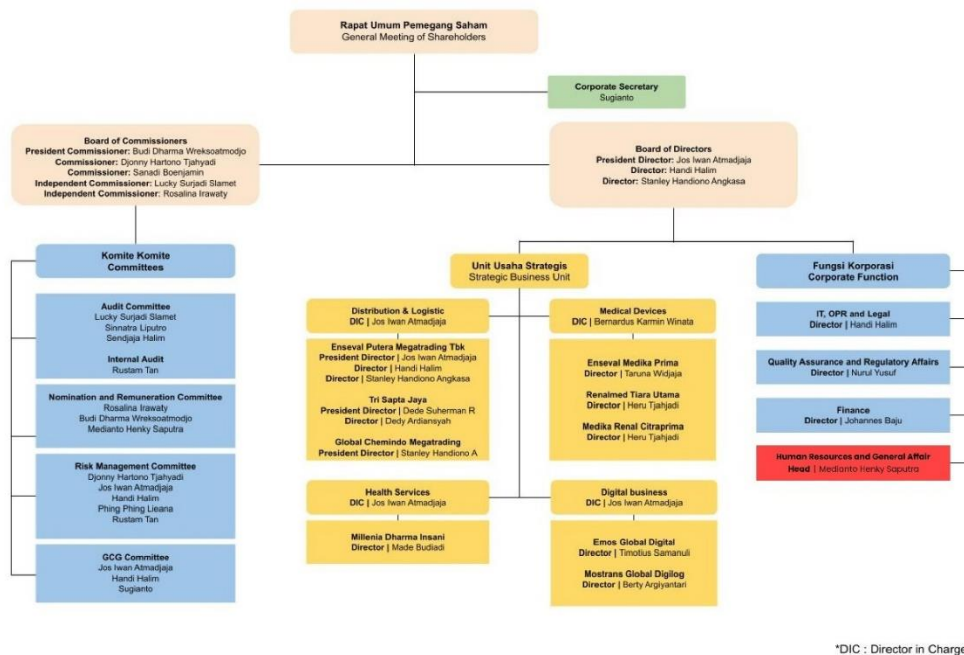 Rapat Umum Pemegang Saham
General Meeting of Shareholders
Corporate Secretary
Sugianto
Board of Commissioners
President Commissioner: Budi Dharma Wreksoatmodjo
Commissioner: Djonny Hartono Tjahyadi
Commissioner: Sanadi Boenjamin
Independent Commissioner: Lucky Surjadi Slamet
Independent Commissioner: Rosalina Irawaty
Board of Directors
President Director: Jos Iwan Atmadjaja
Director: Handi Halim
Director: Stanley Handiono Angkasa
Komite Komite
Committees
Audit Committee
Lucky Surjadi Slamet
Sinnatra Liputro
Sendjaja Halim
Internal Audit
Rustam Tan
Nomination and Remuneration Committee
Rosalina Irawaty
Budi Dharma Wreksoatmodjo
Medianto Henky Saputra
Risk Management Committee
Djonny Hartono Tjahyadi
Jos Iwan Atmadjaja
Handi Halim
Phing Phing Lieana
Rustam Tan
GCG Committee
Jos Iwan Atmadjaja
Handi Halim
Sugianto
Unit Usaha Strategis
Strategic Business Unit
Distribution & Logistic
DIC | Jos Iwan Atmadjaja
Enseval Putera Megatrading Tbk
President Director | Jos Iwan Atmadjaja
Director | Handi Halim
Director | Stanley Handiono Angkasa
Tri Sapta Jaya
President Director | Dede Suherman R
Director | Dedy Ardiansyah
Global Chemindo Megatrading
President Director | Stanley Handiono A
Medical Devices
DIC | Bernardus Karmin Winata
Enseval Medika Prima
Director | Taruna Widjaja
Renalmed Tiara Utama
Director | Heru Tjahjadi
Medika Renal Citraprima
Director | Heru Tjahjadi
Health Services
DIC | Jos Iwan Atmadjaja
Millenia Dharma Insani
Director | Made Budiadi
Digital business
DIC | Jos Iwan Atmadjaja
Emos Global Digital
Director | Timotius Samanuli
Mostrans Global Digilog
Director | Berty Argiyantari
Fungsi Korporasi
Corporate Function
IT, OPR and Legal
Director | Handi Halim
Quality Assurance and Regulatory Affairs
Director | Nurul Yusuf
Finance
Director | Johannes Baju
Human Resources and General Affair
Head | Medianto Henky Saputra
*DIC : Director in Charge